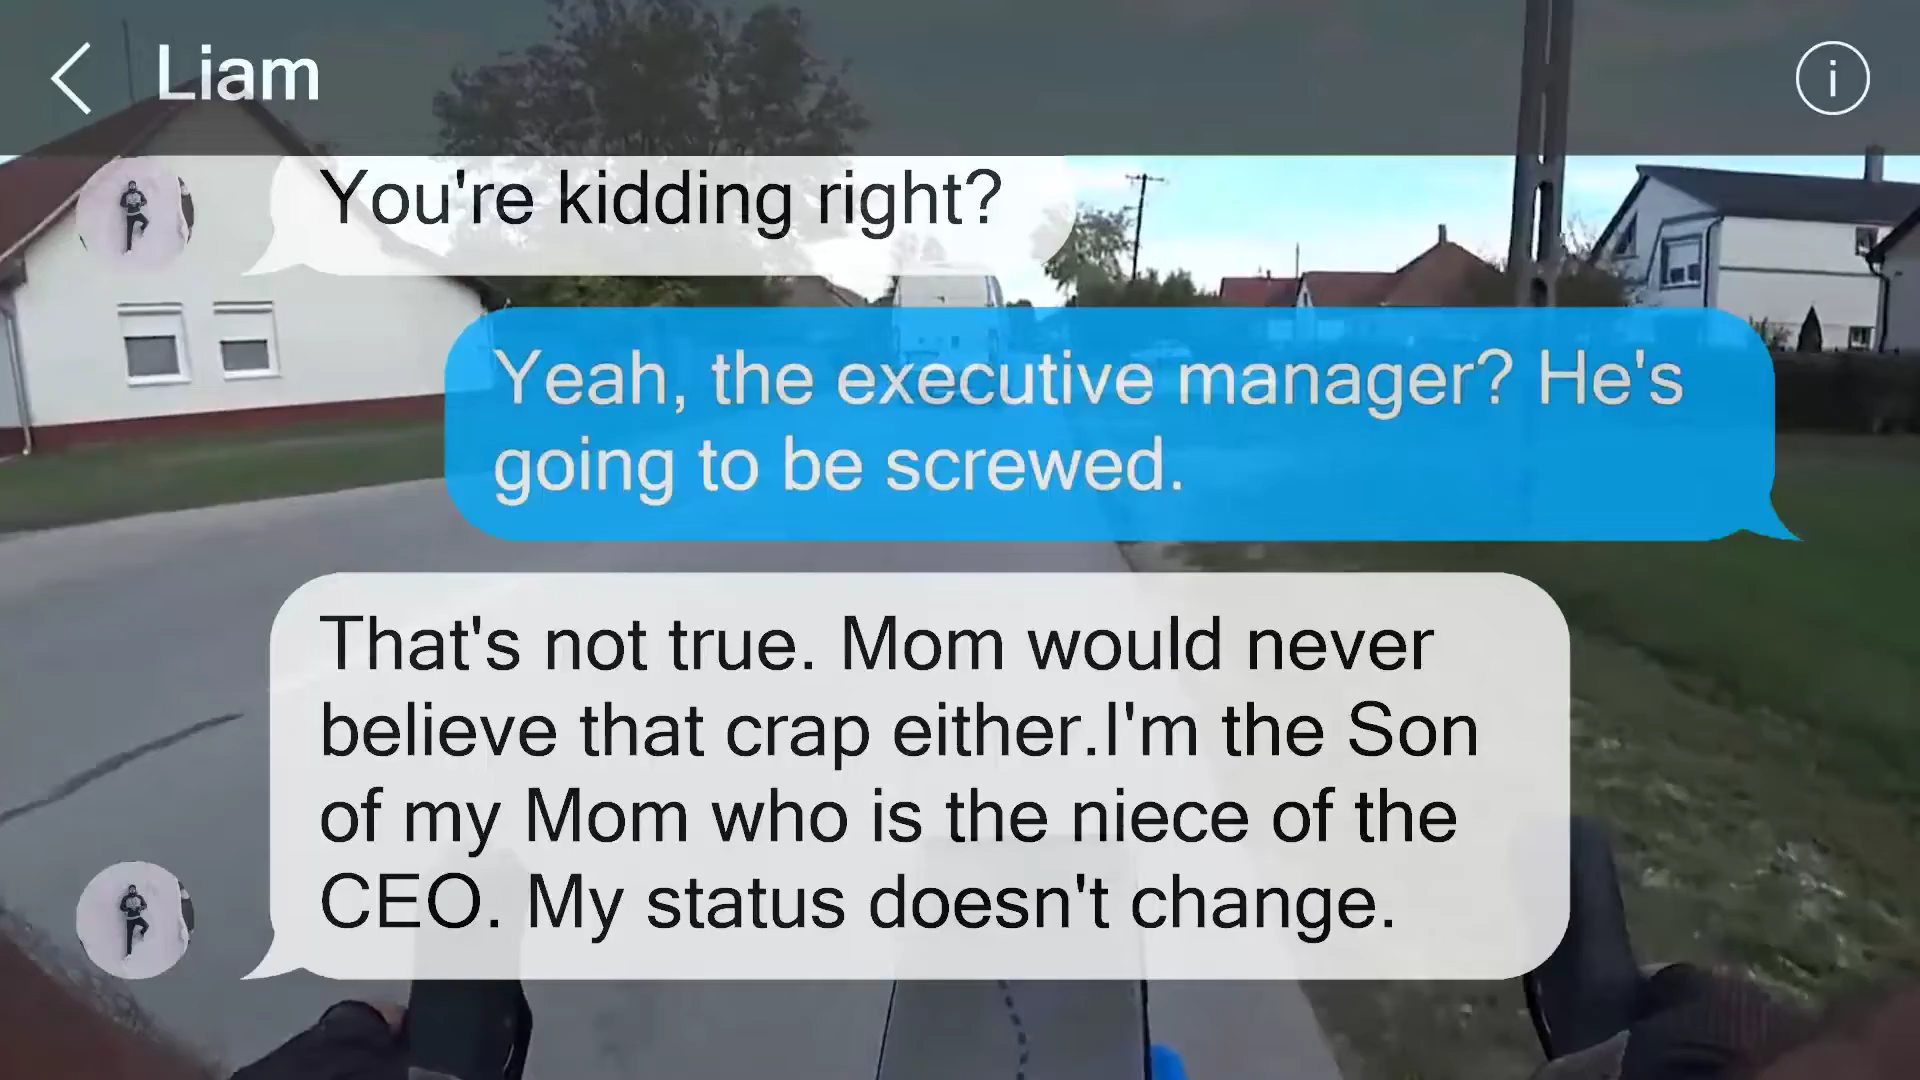 Liam
i
You're kidding right?
Yeah, the executive manager? He's
going to be screwed.
That's not true. Mom would never
believe that crap either.I'm the Son
of my Mom who is the niece of the
CEO. My status doesn't change.